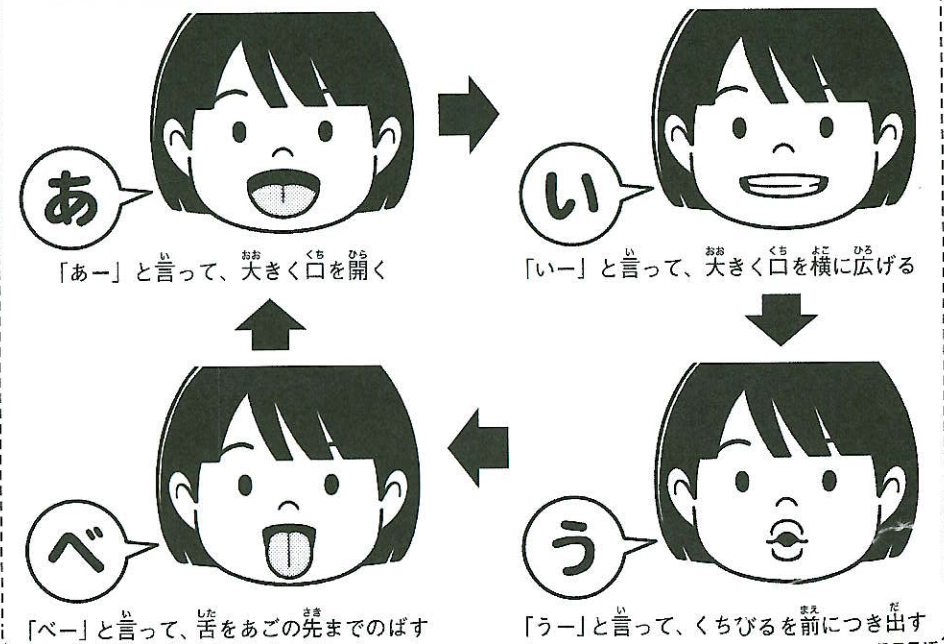 あ
「あー」と言って、大きく口を開く
い
「いー」と言って、大きく口を横に広げる
う
「うー」と言って、くちびるを前につき出す
べ
「べー」と言って、舌をあごの先までのばす